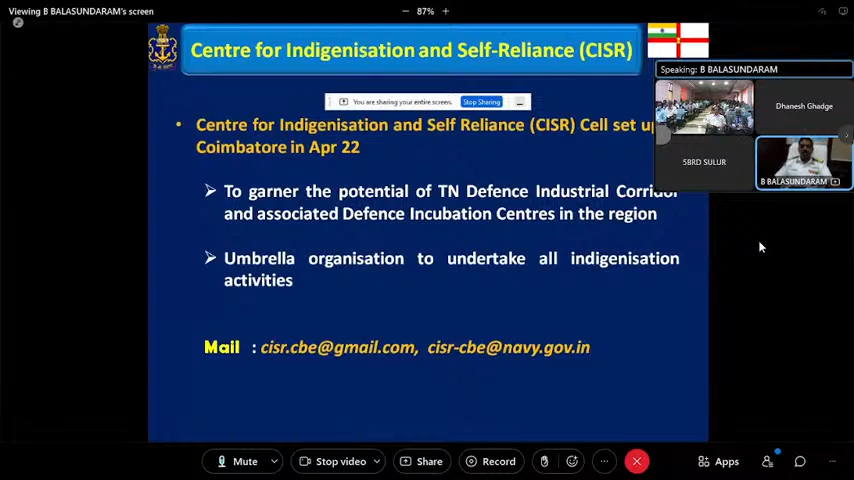 Viewing B BALASUNDARAM's screen
87%
Centre for Indigenisation and Self-Reliance (CISR)
Speaking: B BALASUNDARAM
You are sharing your entire screen.
Stop Sharing
Dhanesh Ghadge
5BRD SULUR
B BALASUNDARAM
• Centre for Indigenisation and Self Reliance (CISR) Cell set up
Coimbatore in Apr 22
To garner the potential of TN Defence Industrial Corridor
and associated Defence Incubation Centres in the region
Umbrella organisation to undertake all indigenisation
activities
Mail : cisr.cbe@gmail.com, cisr-cbe@navy.gov.in
Mute
Stop video
Share
Record
Apps